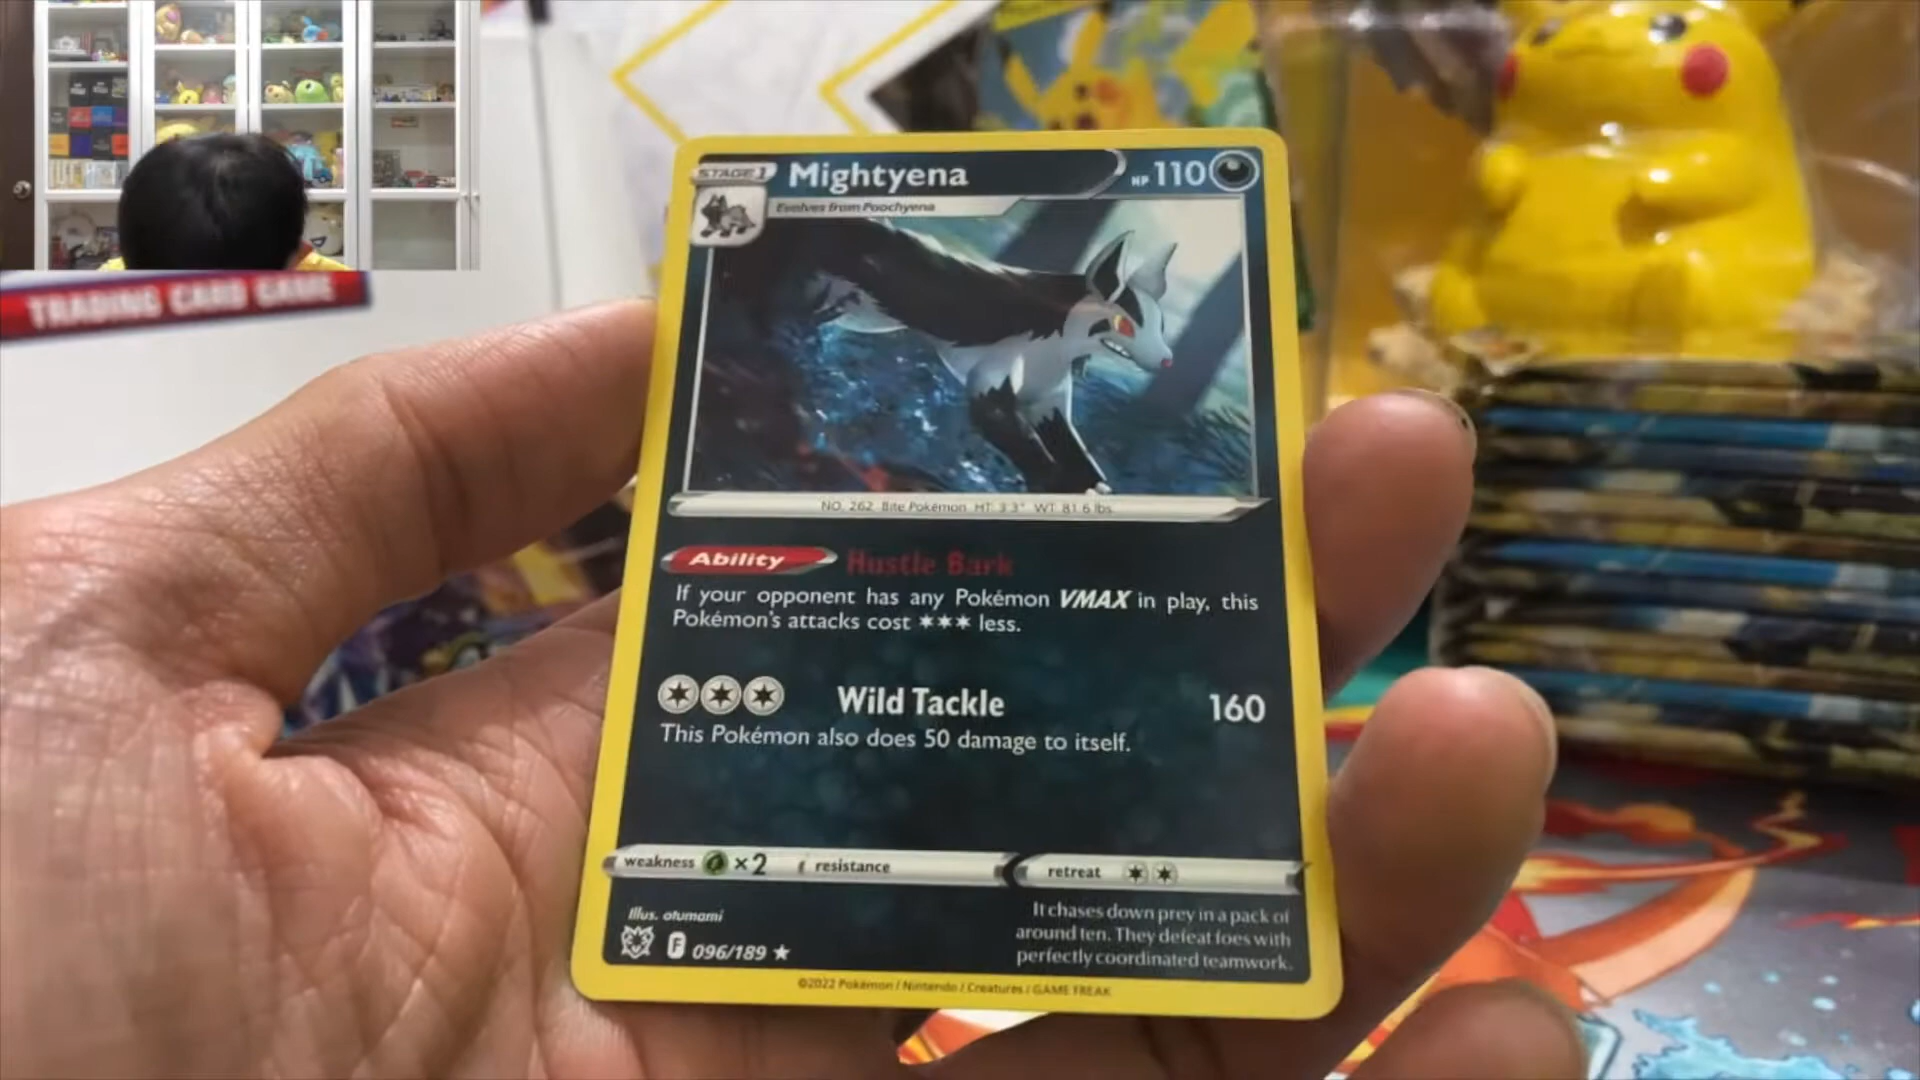 TRADING CARD GAME
STAGE 1
Mightyena
HP 110
Evolves from Poochyena
NO. 262 Bite Pokémon HT 3'3" WT 81.6 lbs.
Ability Hustle Bark
If your opponent has any Pokémon VMAX in play, this
Pokémon's attacks cost ✶✶✶ less.
Wild Tackle 160
This Pokémon also does 50 damage to itself.
weakness ×2 resistance retreat
Illus. otumami
F 096/189 ★
It chases down prey in a pack of
around ten. They defeat foes with
perfectly coordinated teamwork.
©2022 Pokémon / Nintendo / Creatures / GAME FREAK